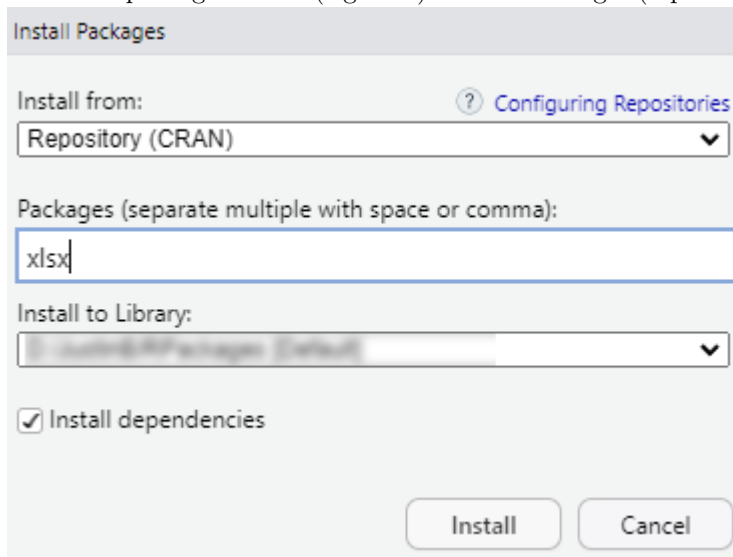 Install Packages
Install from:
? Configuring Repositories
Repository (CRAN)
Packages (separate multiple with space or comma):
xlsx
Install to Library:
Install dependencies
Install
Cancel